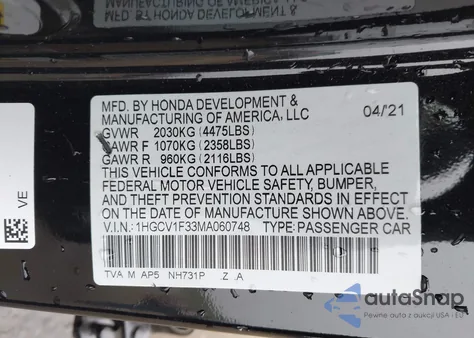 MFD. BY HONDA DEVELOPMENT &
MANUFACTURING OF AMERICA, LLC 04/21
GVWR 2030KG (4475LBS)
GAWR F 1070KG (2358LBS)
GAWR R 960KG (2116LBS)
THIS VEHICLE CONFORMS TO ALL APPLICABLE
FEDERAL MOTOR VEHICLE SAFETY, BUMPER,
AND THEFT PREVENTION STANDARDS IN EFFECT
ON THE DATE OF MANUFACTURE SHOWN ABOVE.
V.I.N.: 1HGCV1F33MA060748 TYPE: PASSENGER CAR
TVA M AP5 NH731P .Z .A
VE
autoSnap